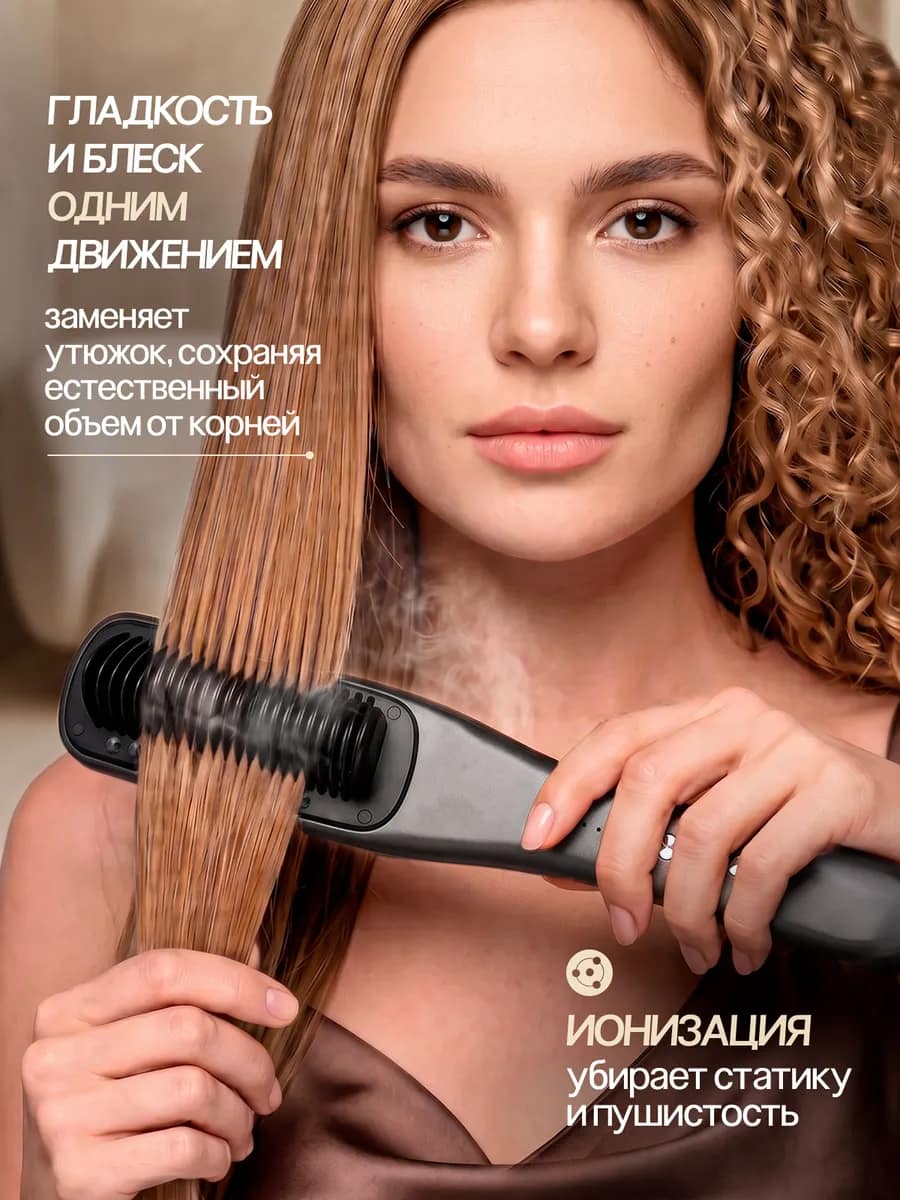 ГЛАДКОСТЬ
И БЛЕСК
ОДНИМ
ДВИЖЕНИЕМ
заменяет
утюжок, сохраняя
естественный
объем от корней
ИОНИЗАЦИЯ
убирает статику
и пушистость